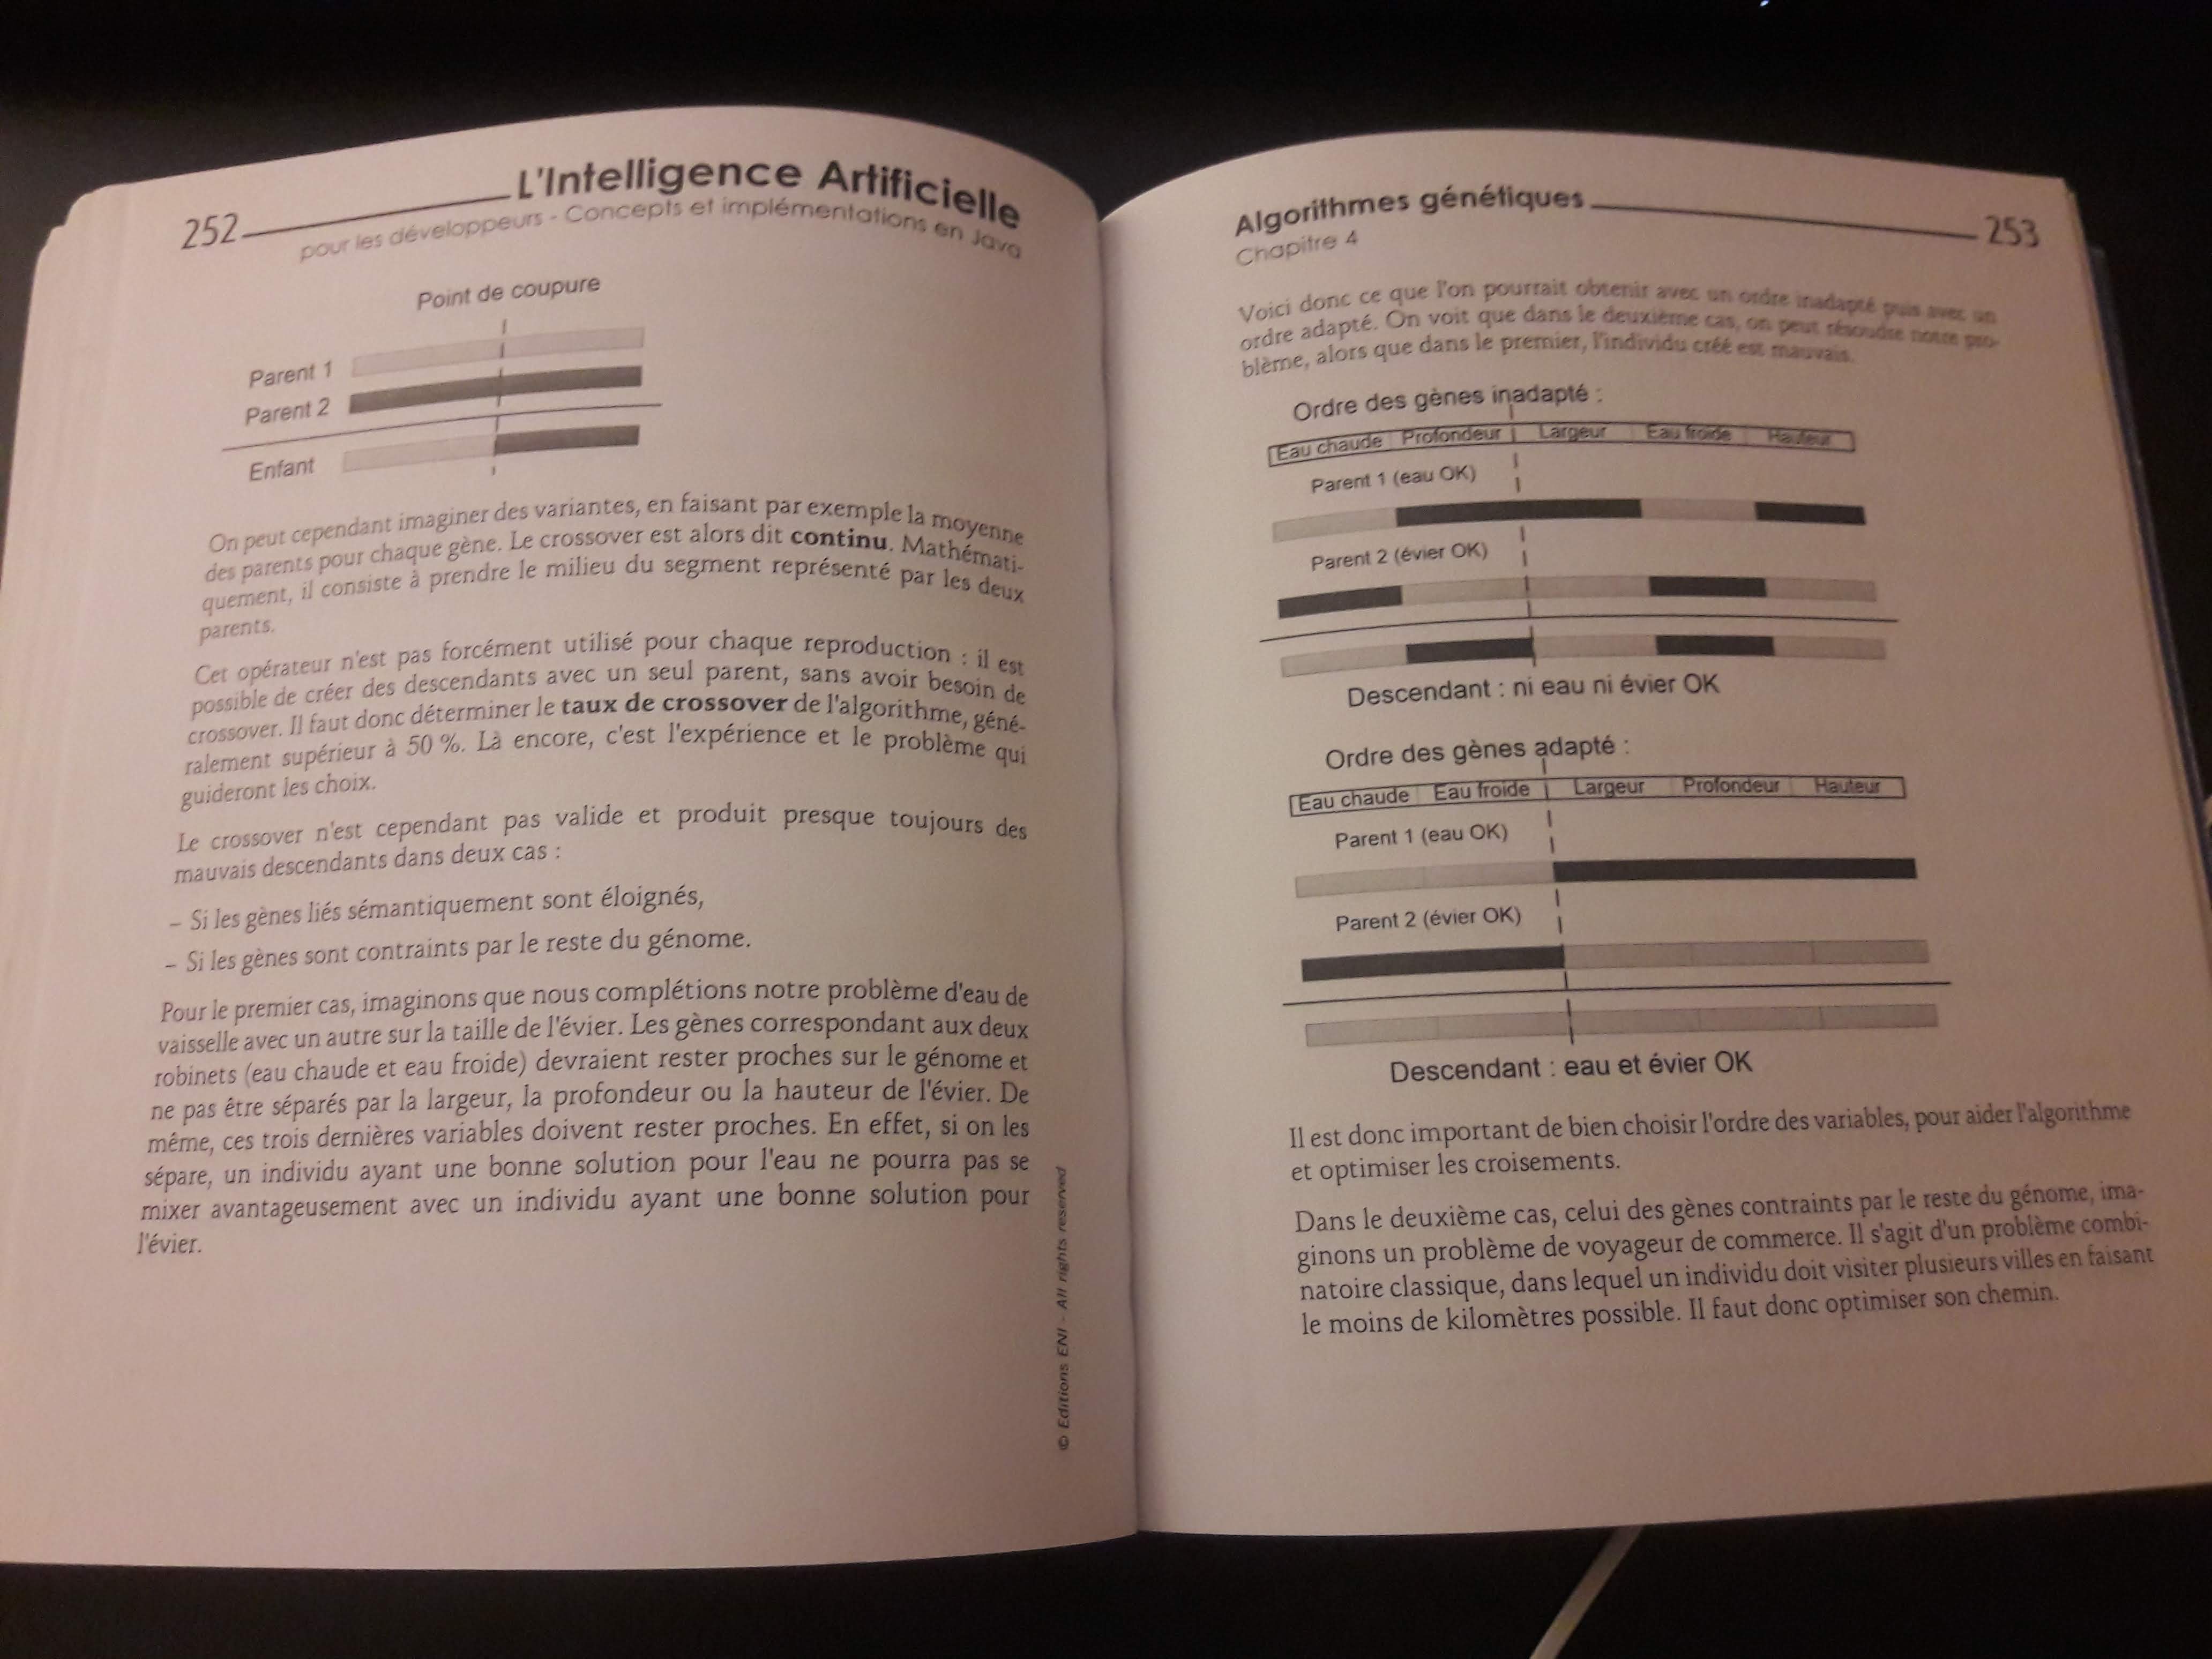 252
L'Intelligence Artificielle
pour les développeurs - Concepts et implémentations en Java
Point de coupure
Parent 1
Parent 2
Enfant
On peut cependant imaginer des variantes, en faisant par exemple la moyenne
des parents pour chaque gène. Le crossover est alors dit continu. Mathémati-
quement, il consiste à prendre le milieu du segment représenté par les deux
parents.
Cet opérateur n'est pas forcément utilisé pour chaque reproduction : il est
possible de créer des descendants avec un seul parent, sans avoir besoin de
crossover. Il faut donc déterminer le taux de crossover de l'algorithme, géné-
ralement supérieur à 50 %. Là encore, c'est l'expérience et le problème qui
guideront les choix.
Le crossover n'est cependant pas valide et produit presque toujours des
mauvais descendants dans deux cas :
– Si les gènes liés sémantiquement sont éloignés,
– Si les gènes sont contraints par le reste du génome.
Pour le premier cas, imaginons que nous complétions notre problème d'eau de
vaisselle avec un autre sur la taille de l'évier. Les gènes correspondant aux deux
robinets (eau chaude et eau froide) devraient rester proches sur le génome et
ne pas être séparés par la largeur, la profondeur ou la hauteur de l'évier. De
même, ces trois dernières variables doivent rester proches. En effet, si on les
sépare, un individu ayant une bonne solution pour l'eau ne pourra pas se
mixer avantageusement avec un individu ayant une bonne solution pour
l'évier.
© Editions ENI - All rights reserved
Algorithmes génétiques
253
Chapitre 4
Voici donc ce que l'on pourrait obtenir avec un ordre inadapté puis avec un
ordre adapté. On voit que dans le deuxième cas, on peut résoudre notre pro-
blème, alors que dans le premier, l'individu créé est mauvais.
Ordre des gènes inadapté :
Eau chaude Profondeur Largeur Eau froide Hauteur
Parent 1 (eau OK)
Parent 2 (évier OK)
Descendant : ni eau ni évier OK
Ordre des gènes adapté :
Eau chaude Eau froide Largeur Profondeur Hauteur
Parent 1 (eau OK)
Parent 2 (évier OK)
Descendant : eau et évier OK
Il est donc important de bien choisir l'ordre des variables, pour aider l'algorithme
et optimiser les croisements.
Dans le deuxième cas, celui des gènes contraints par le reste du génome, ima-
ginons un problème de voyageur de commerce. Il s'agit d'un problème combi-
natoire classique, dans lequel un individu doit visiter plusieurs villes en faisant
le moins de kilomètres possible. Il faut donc optimiser son chemin.